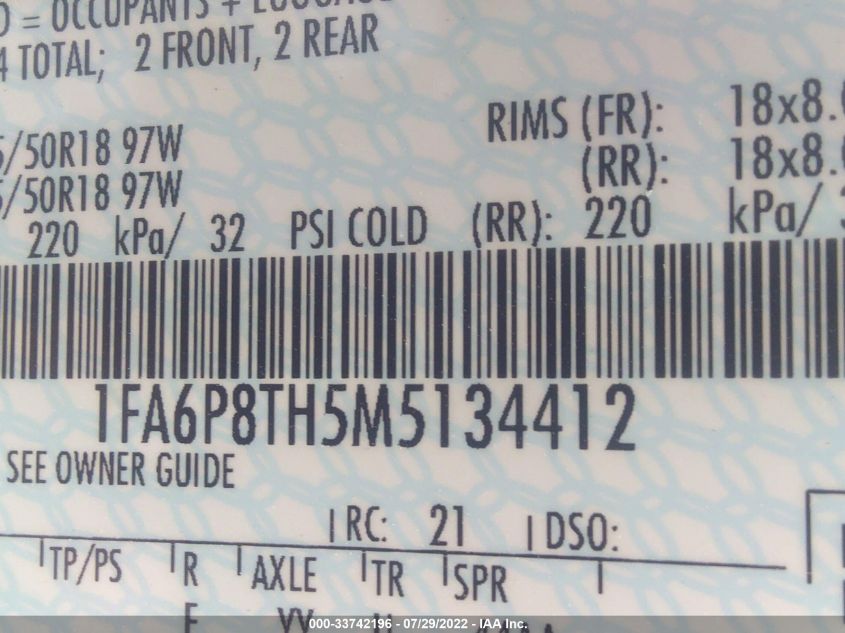 = OCCUPANTS + LUGGAGE
4 TOTAL; 2 FRONT, 2 REAR
RIMS (FR): 18x8.
/50R18 97W (RR): 18x8.
/50R18 97W
220 kPa/ 32 PSI COLD (RR): 220 kPa/
1FA6P8TH5M5134412
SEE OWNER GUIDE
RC: 21 DSO:
TP/PS R AXLE TR SPR
000-33742196 - 07/29/2022 - IAA Inc.